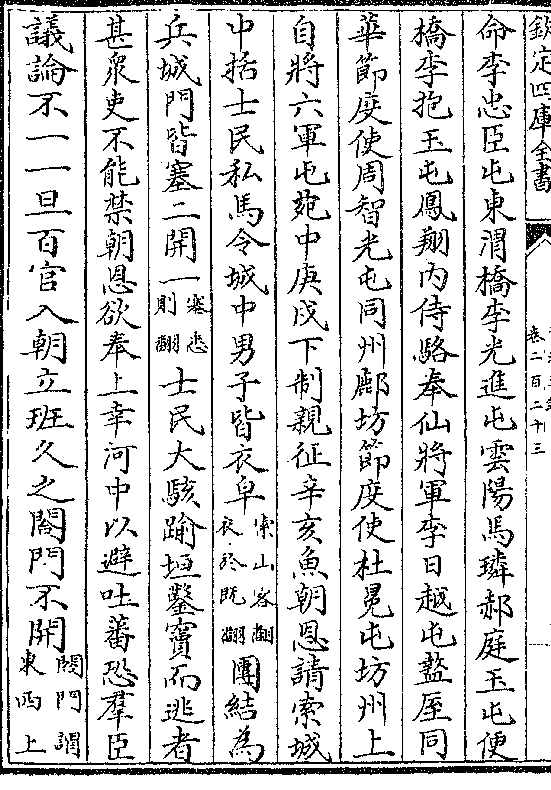 欽定四庫全書
卷二百二十三
命李忠臣屯東渭橋李光進屯雲陽馬璘郝庭玉屯便
橋李抱玉屯鳳翔内侍駱奉仙將軍李日越屯盩厔同
華節度使周智光屯同州鄜坊節度使杜冕屯坊州上
自將六軍屯苑中庚戌下制親征辛亥魚朝恩請索城
中括士民私馬令城中男子皆衣皁索山客翻衣於既翻團結為
兵城門皆塞二開一塞悉則翻士民大駭踰垣鑿竇而逃者
甚衆吏不能禁朝恩欲奉上幸河中以避吐蕃恐羣臣
議論不一一旦百官入朝立班久之閤門不開閤門謂東西上